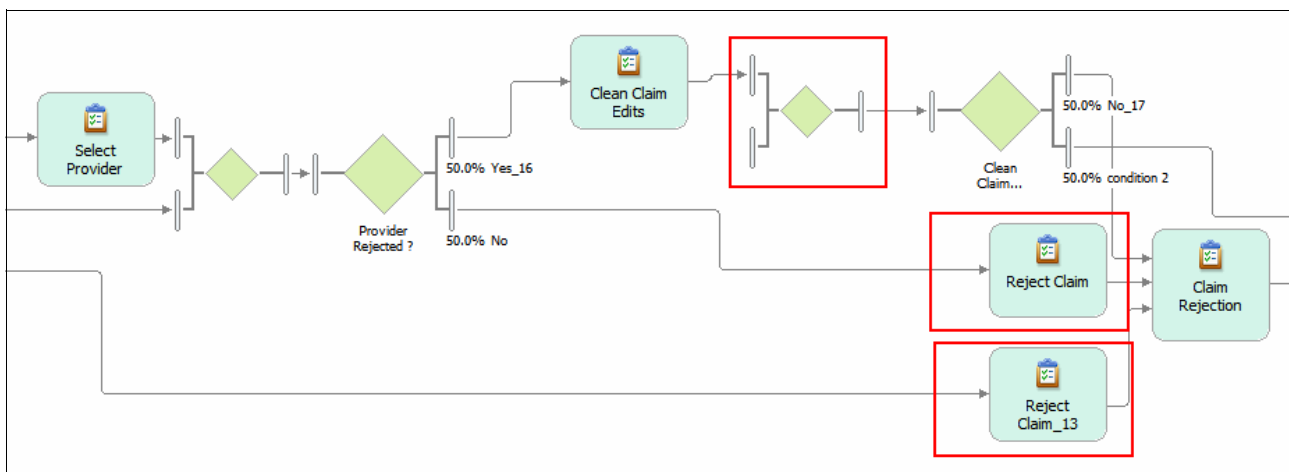 Select
Provider
50.0% Yes_16
Provider
Rejected ?
50.0% No
Clean Claim
Edits
50.0% No_17
Clean
Claim...
50.0% condition 2
Reject Claim
Claim
Rejection
Reject
Claim_13